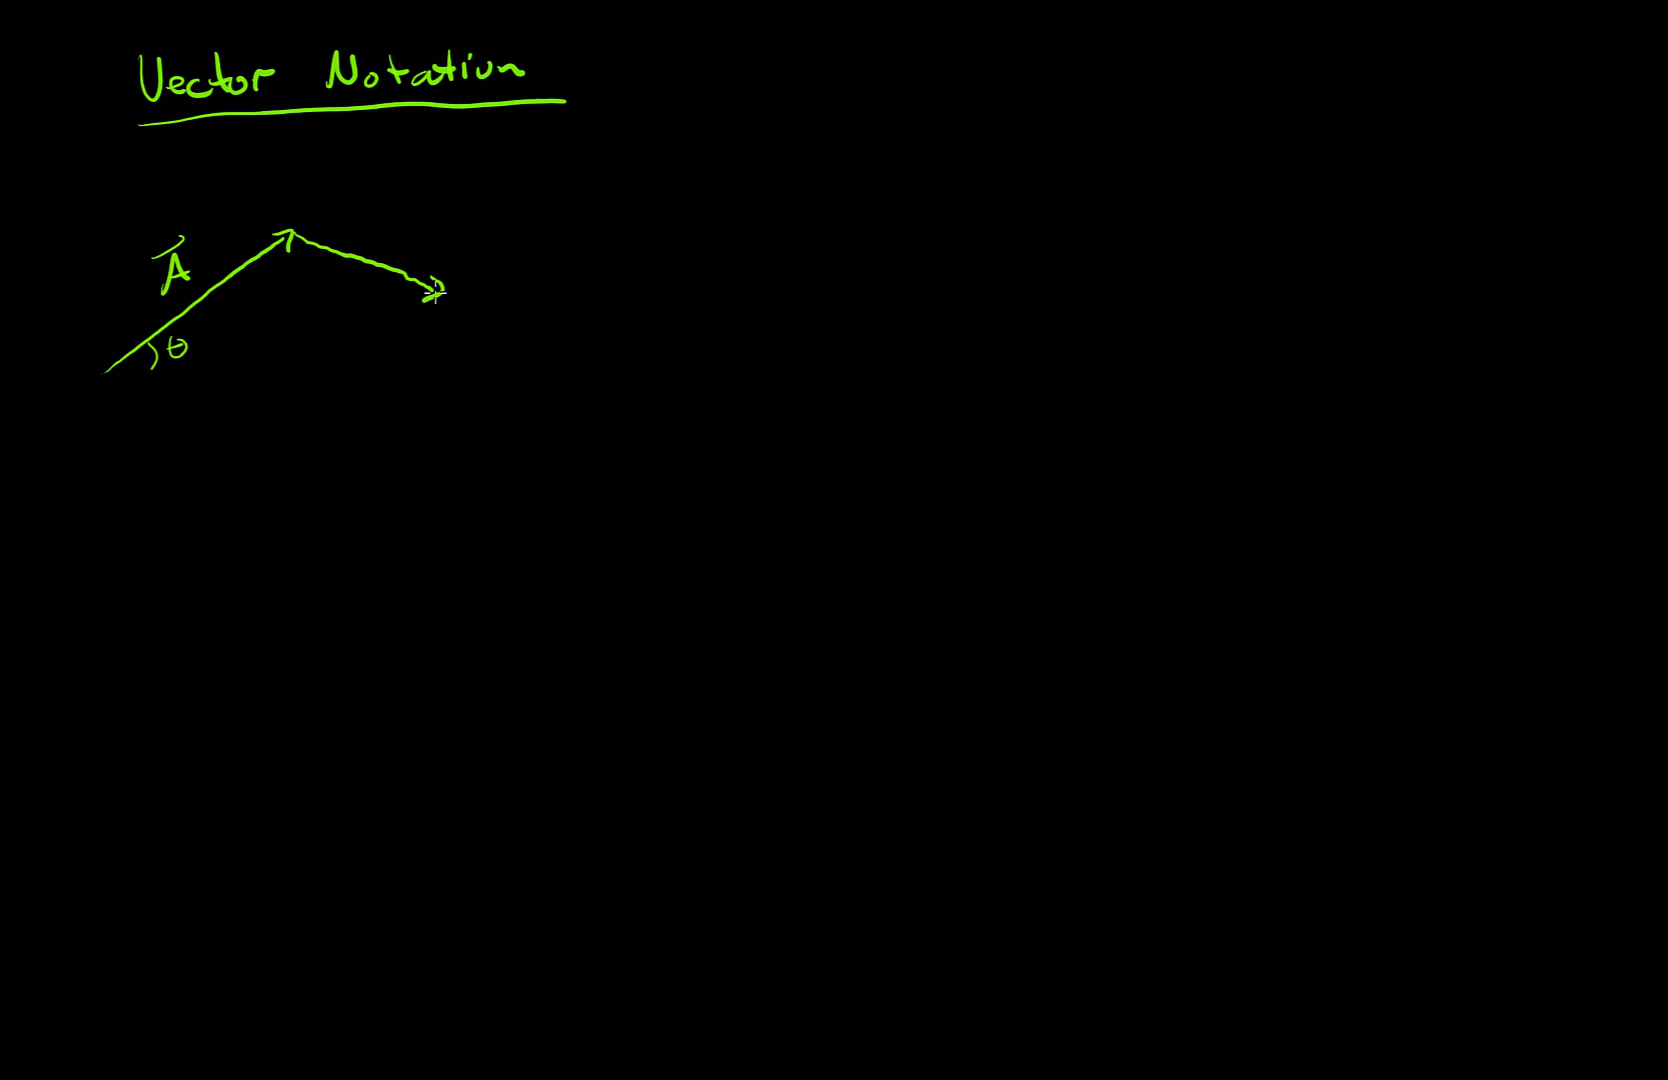 Vector Notation
A⃗
θ